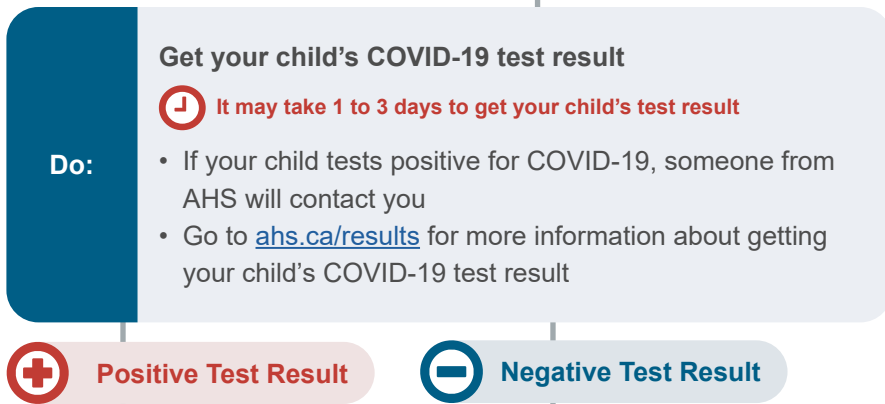 Get your child’s COVID-19 test result
It may take 1 to 3 days to get your child’s test result
Do:
• If your child tests positive for COVID-19, someone from
AHS will contact you
• Go to ahs.ca/results for more information about getting
your child’s COVID-19 test result
Positive Test Result
Negative Test Result